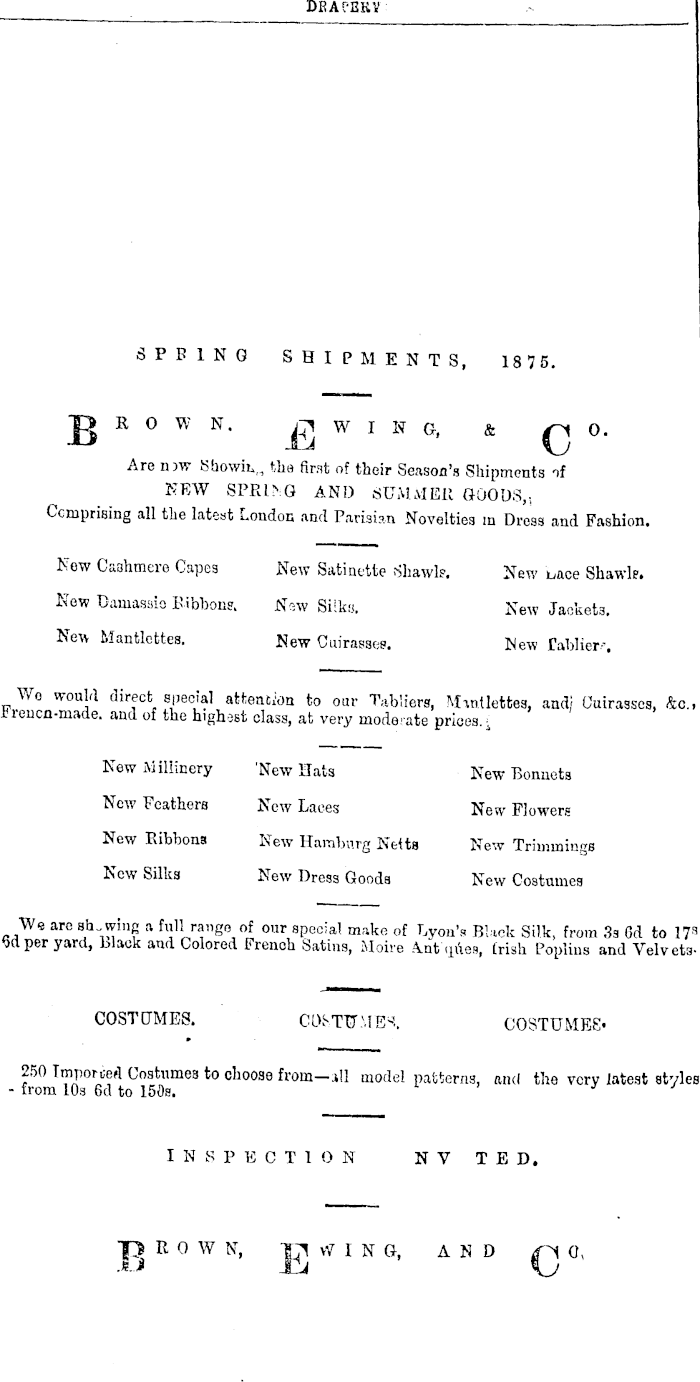 DRAPERY
SPRING SHIPMENTS, 1875.
BROWN. EWING, & CO.
Are now Showing the first of their Season's Shipments of
NEW SPRING AND SUMMER GOODS,
Comprising all the latest London and Parisian Novelties in Dress and Fashion.
New Cashmere Capes New Satinette Shawls. New Lace Shawls.
New Damassie Ribbons. New Silks. New Jackets.
New Mantlettes. New Cuirasses. New Tabliers.
We would direct special attention to our Tabliers, Mantlettes, and Cuirasses, &c.,
French-made. and of the highest class, at very moderate prices.
New Millinery New Hats New Bonnets
New Feathers New Laces New Flowers
New Ribbons New Hamburg Netts New Trimmings
New Silks New Dress Goods New Costumes
We are showing a full range of our special make of Lyon's Black Silk, from 3s 6d to 17s
6d per yard, Black and Colored French Satins, Moire Antiques, Irish Poplins and Velvets.
COSTUMES. COSTUMES. COSTUMES.
250 Imported Costumes to choose from—all model patterns, and the very latest styles
- from 10s 6d to 150s.
INSPECTION NV TED.
BROWN, EWING, AND CO,